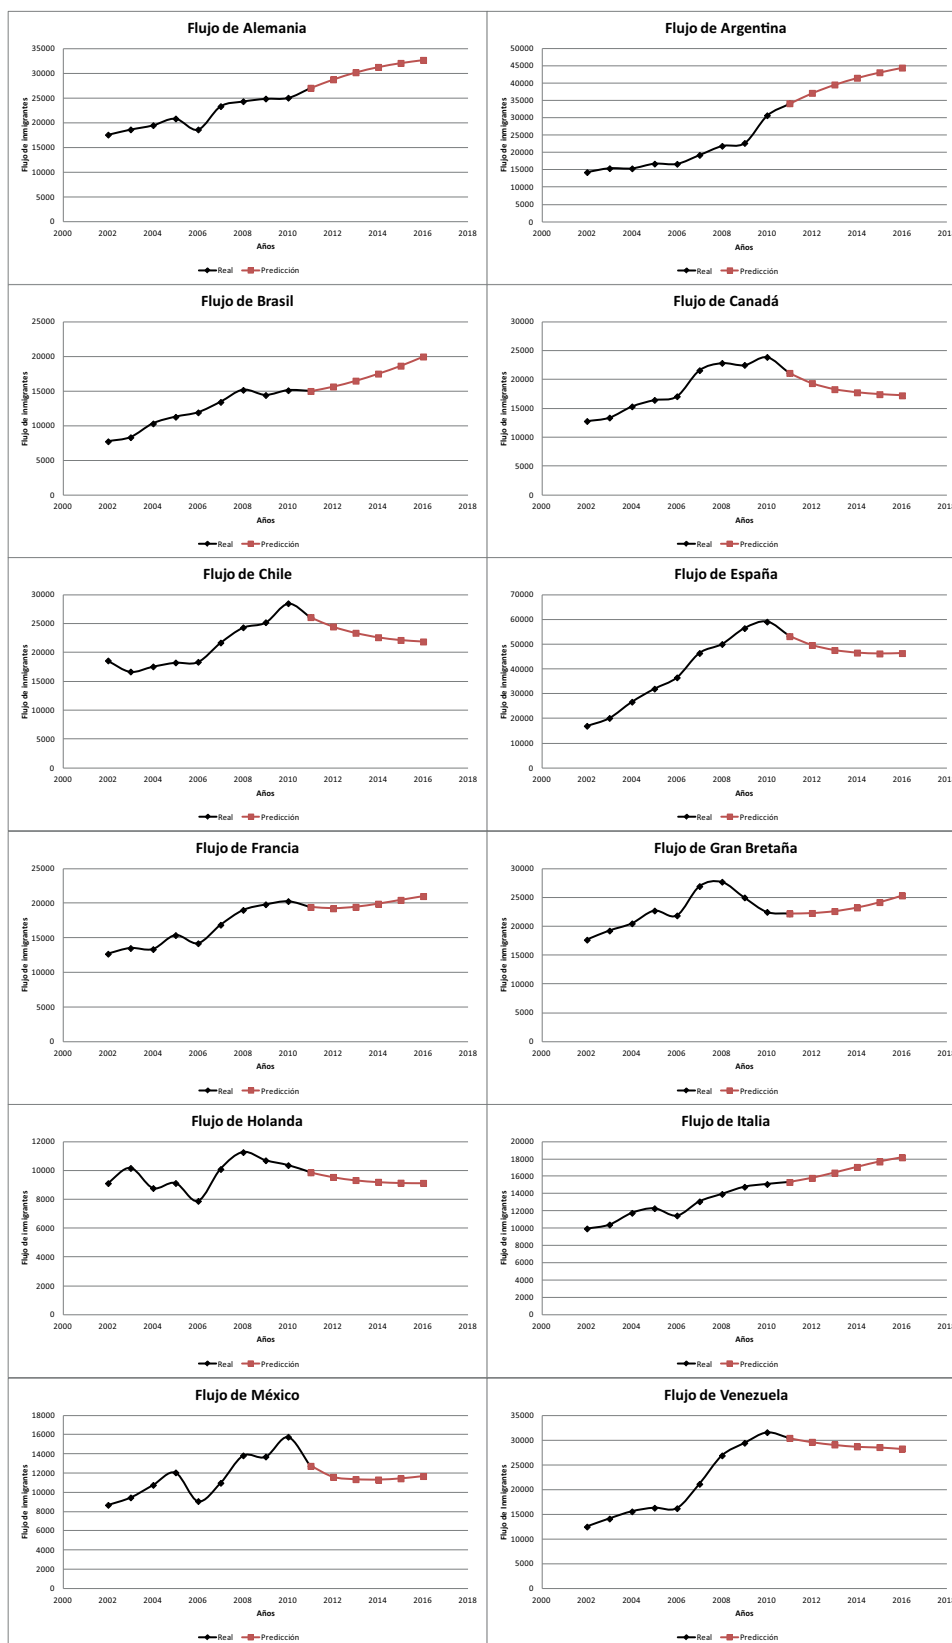 Flujo de Alemania
35000
30000
25000
20000
15000
10000
5000
0
Flujo de inmigrantes
2000 2002 2004 2006 2008 2010 2012 2014 2016 2018
Años
Real Predicción
Flujo de Argentina
50000
45000
40000
35000
30000
25000
20000
15000
10000
5000
0
Flujo de inmigrantes
2000 2002 2004 2006 2008 2010 2012 2014 2016 2018
Años
Real Predicción
Flujo de Brasil
25000
20000
15000
10000
5000
0
Flujo de inmigrantes
2000 2002 2004 2006 2008 2010 2012 2014 2016 2018
Años
Real Predicción
Flujo de Canadá
30000
25000
20000
15000
10000
5000
0
Flujo de inmigrantes
2000 2002 2004 2006 2008 2010 2012 2014 2016 2018
Años
Real Predicción
Flujo de Chile
30000
25000
20000
15000
10000
5000
0
Flujo de inmigrantes
2000 2002 2004 2006 2008 2010 2012 2014 2016 2018
Años
Real Predicción
Flujo de España
70000
60000
50000
40000
30000
20000
10000
0
Flujo de inmigrantes
2000 2002 2004 2006 2008 2010 2012 2014 2016 2018
Años
Real Predicción
Flujo de Francia
25000
20000
15000
10000
5000
0
Flujo de inmigrantes
2000 2002 2004 2006 2008 2010 2012 2014 2016 2018
Años
Real Predicción
Flujo de Gran Bretaña
30000
25000
20000
15000
10000
5000
0
Flujo de inmigrantes
2000 2002 2004 2006 2008 2010 2012 2014 2016 2018
Años
Real Predicción
Flujo de Holanda
12000
10000
8000
6000
4000
2000
0
Flujo de inmigrantes
2000 2002 2004 2006 2008 2010 2012 2014 2016 2018
Años
Real Predicción
Flujo de Italia
20000
18000
16000
14000
12000
10000
8000
6000
4000
2000
0
Flujo de inmigrantes
2000 2002 2004 2006 2008 2010 2012 2014 2016 2018
Años
Real Predicción
Flujo de México
18000
16000
14000
12000
10000
8000
6000
4000
2000
0
Flujo de inmigrantes
2000 2002 2004 2006 2008 2010 2012 2014 2016 2018
Años
Real Predicción
Flujo de Venezuela
35000
30000
25000
20000
15000
10000
5000
0
Flujo de Inmigrantes
2000 2002 2004 2006 2008 2010 2012 2014 2016 2018
Años
Real Predicción